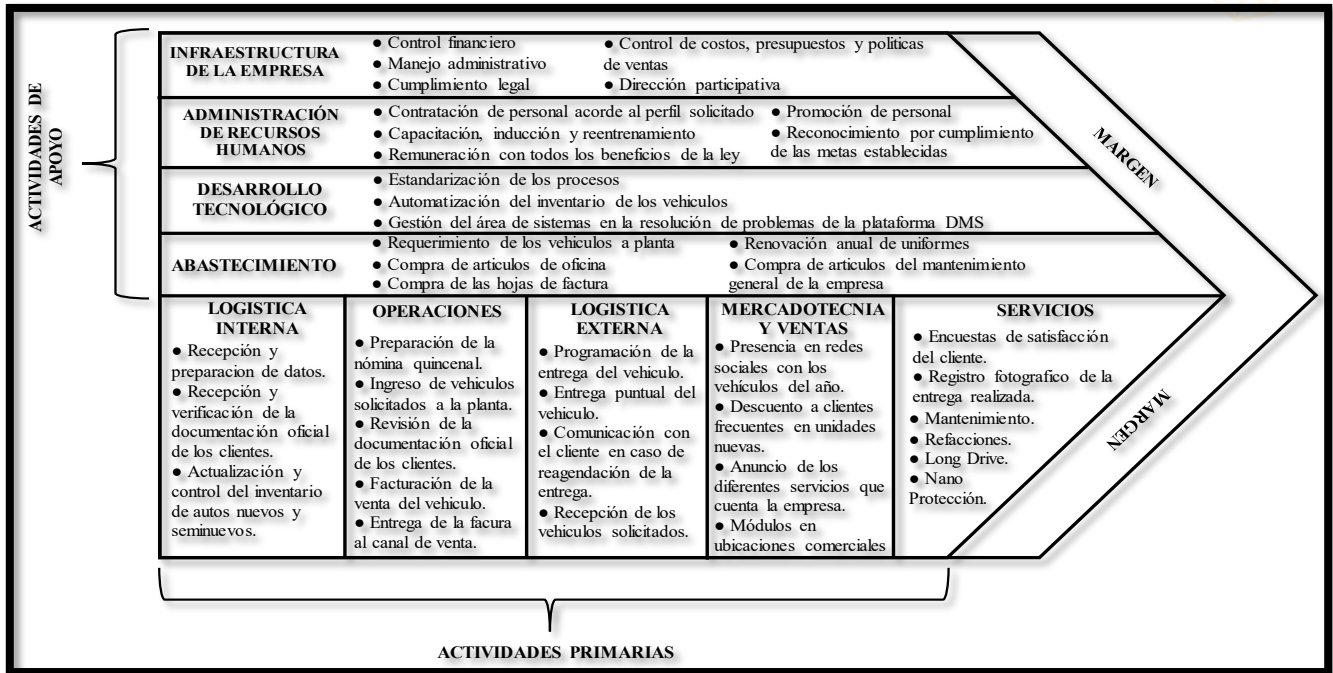 ACTIVIDADES DE
APOYO
INFRAESTRUCTURA
DE LA EMPRESA
● Control financiero
● Manejo administrativo
● Cumplimiento legal
● Control de costos, presupuestos y politicas
de ventas
● Dirección participativa
ADMINISTRACIÓN
DE RECURSOS
HUMANOS
● Contratación de personal acorde al perfil solicitado
● Capacitación, inducción y reentrenamiento
● Remuneración con todos los beneficios de la ley
● Promoción de personal
● Reconocimiento por cumplimiento
de las metas establecidas
DESARROLLO
TECNOLÓGICO
● Estandarización de los procesos
● Automatización del inventario de los vehiculos
● Gestión del área de sistemas en la resolución de problemas de la plataforma DMS
ABASTECIMIENTO
● Requerimiento de los vehiculos a planta
● Compra de articulos de oficina
● Compra de las hojas de factura
● Renovación anual de uniformes
● Compra de articulos del mantenimiento
general de la empresa
MARGEN
LOGISTICA
INTERNA
● Recepción y
preparacion de datos.
● Recepción y
verificación de la
documentación oficial
de los clientes.
● Actualización y
control del inventario
de autos nuevos y
seminuevos.
OPERACIONES
● Preparación de la
nómina quincenal.
● Ingreso de vehiculos
solicitados a la planta.
● Revisión de la
documentación oficial
de los clientes.
● Facturación de la
venta del vehiculo.
● Entrega de la facura
al canal de venta.
LOGISTICA
EXTERNA
● Programación de la
entrega del vehiculo.
● Entrega puntual del
vehiculo.
● Comunicación con
el cliente en caso de
reagendación de la
entrega.
● Recepción de los
vehiculos solicitados.
MERCADOTECNIA
Y VENTAS
● Presencia en redes
sociales con los
vehículos del año.
● Descuento a clientes
frecuentes en unidades
nuevas.
● Anuncio de los
diferentes servicios que
cuenta la empresa.
● Módulos en
ubicaciones comerciales
SERVICIOS
● Encuestas de satisfacción
del cliente.
● Registro fotografico de la
entrega realizada.
● Mantenimiento.
● Refacciones.
● Long Drive.
● Nano
Protección.
MARGEN
ACTIVIDADES PRIMARIAS